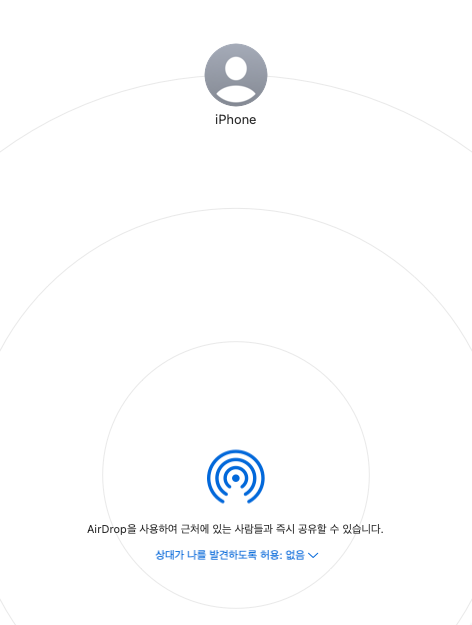 iPhone
AirDrop을 사용하여 근처에 있는 사람들과 즉시 공유할 수 있습니다.
상대가 나를 발견하도록 허용: 없음